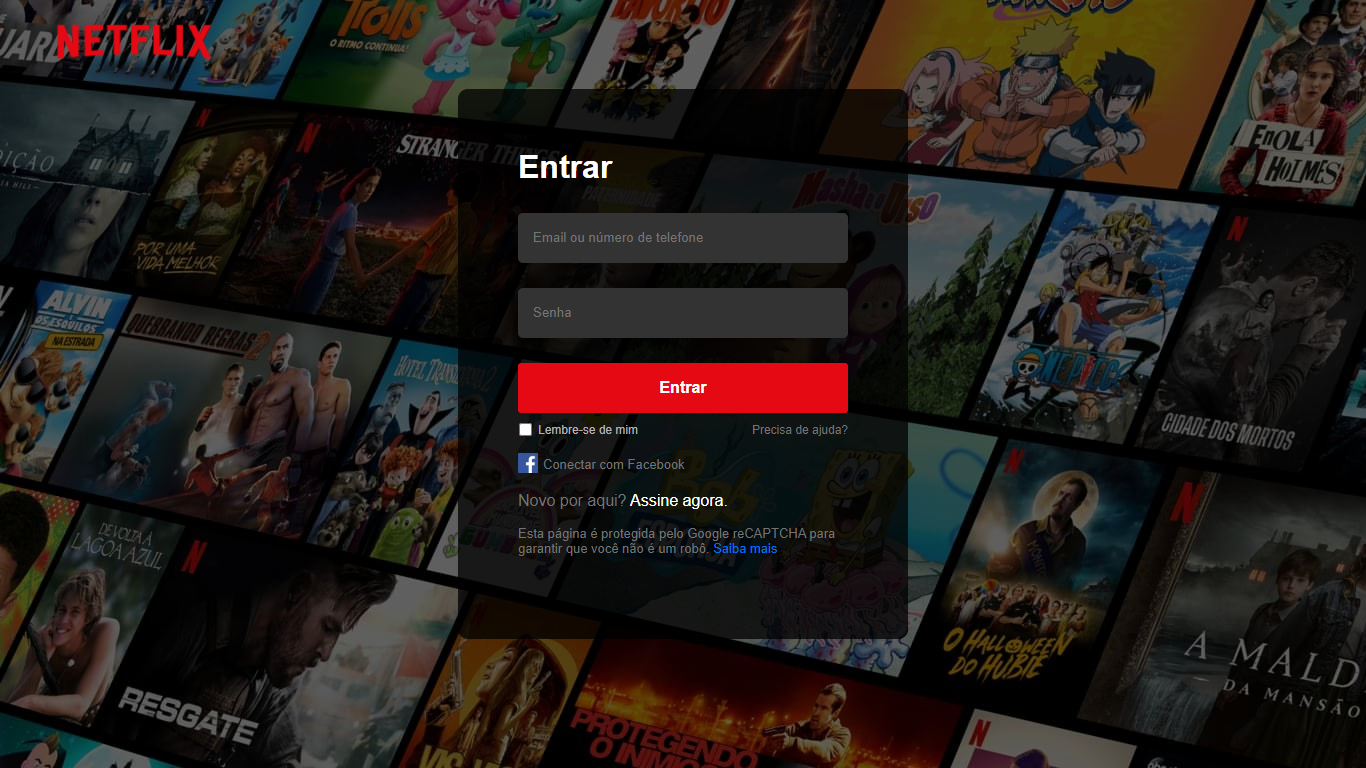 NETFLIX
Trolls
O RITMO CONTINUA!
ENOLA
HOLMES
STRANGER THINGS
Entrar
Masha e o Urso
POR UMA
VIDA MELHOR
Email ou número de telefone
ALVIN
E OS ESQUILOS
NA ESTRADA
QUEBRANDO REGRAS 2
Senha
HOTEL TRANSILVÂNIA 2
ONE PIECE
Entrar
CIDADE DOS MORTOS
Lembre-se de mim
Precisa de ajuda?
Conectar com Facebook
Novo por aqui? Assine agora.
Esta página é protegida pelo Google reCAPTCHA para
garantir que você não é um robô. Saiba mais
DE VOLTA À
LAGOA AZUL
O HALLOWEEN
DO HUBIE
A MALD
DA MANSÃO
RESGATE
PROTEGENDO
O INIMIGO